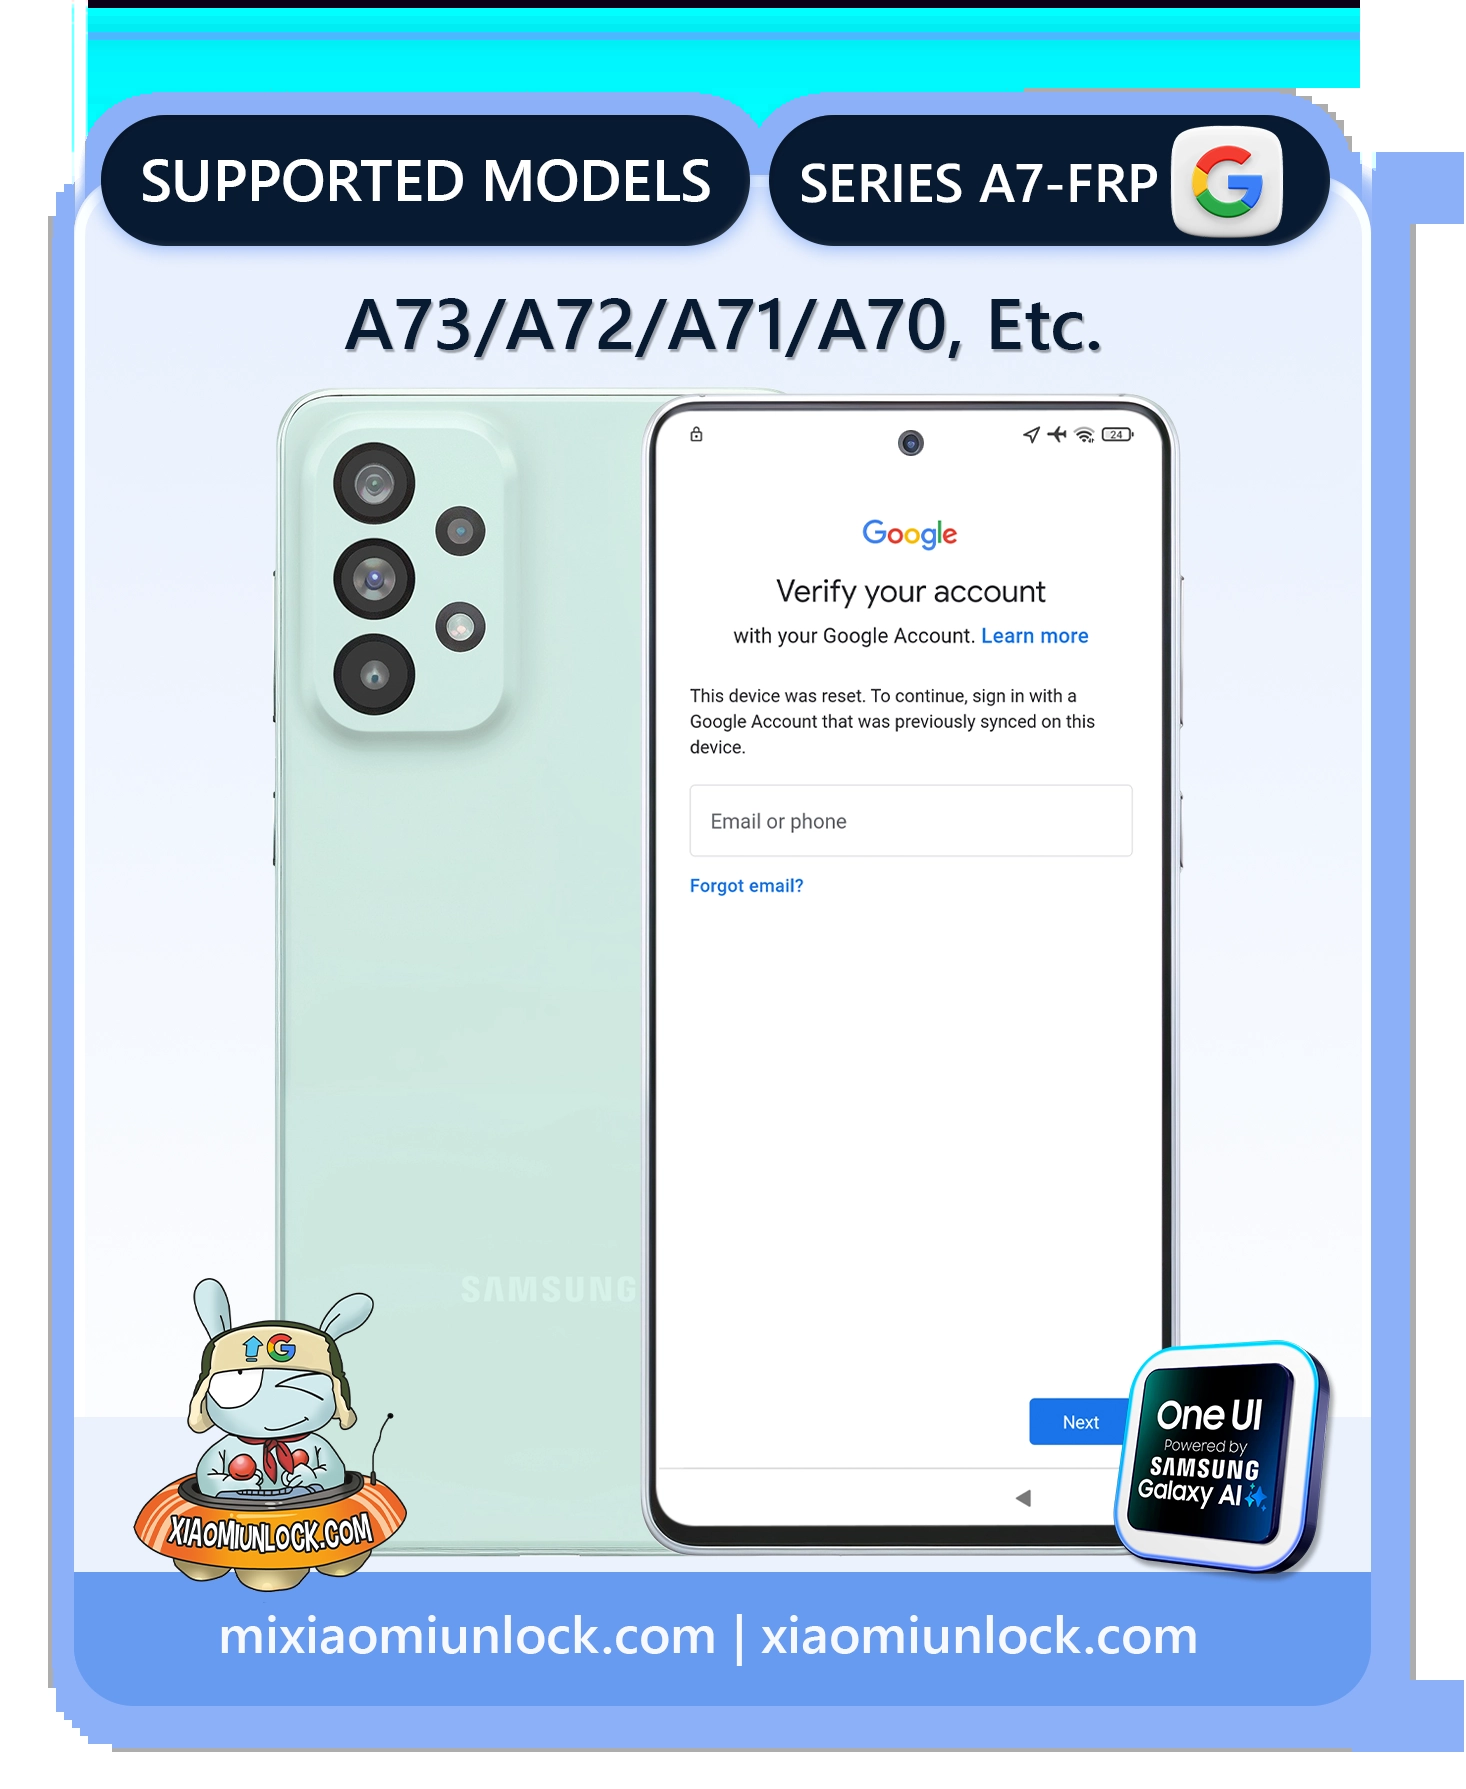 SUPPORTED MODELS
SERIES A7-FRP G
A73/A72/A71/A70, Etc.
24
Google
Verify your account
with your Google Account. Learn more
This device was reset. To continue, sign in with a
Google Account that was previously synced on this
device.
Email or phone
Forgot email?
SAMSUNG
G
XIAOMIUNLOCK.COM
Next
One UI
Powered by
SAMSUNG
Galaxy AI
mixiaomiunlock.com | xiaomiunlock.com